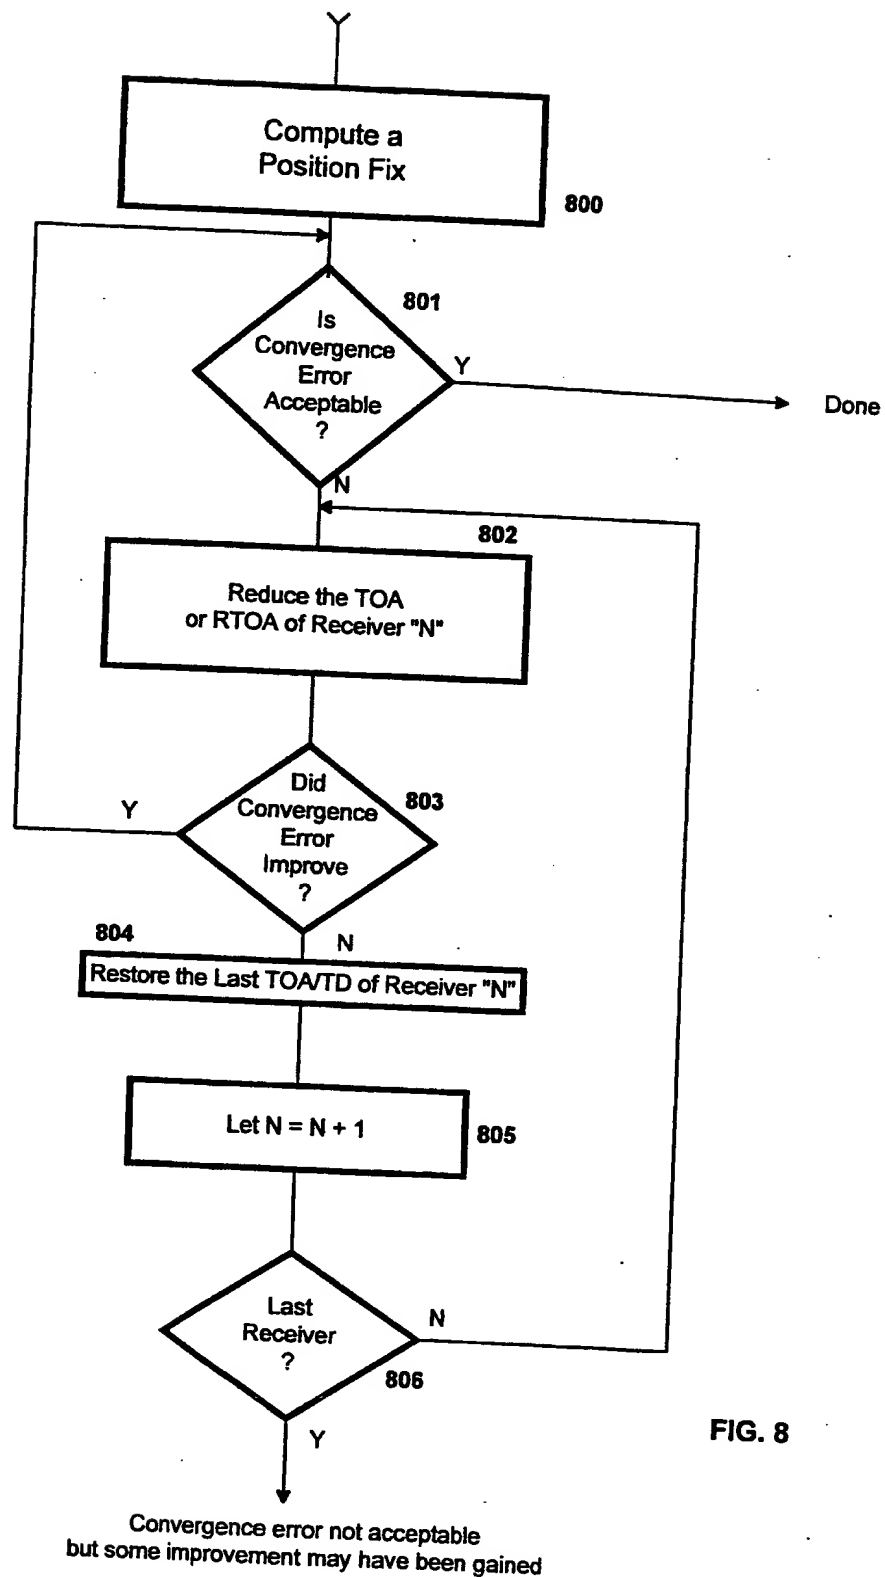 Compute a
Position Fix
800
801
Is
Convergence
Error
Acceptable
?
Y
Done
N
802
Reduce the TOA
or RTOA of Receiver "N"
Did
Convergence
Error
Improve
?
803
Y
N
804
Restore the Last TOA/TD of Receiver "N"
Let N = N + 1
805
Last
Receiver
?
N
806
Y
FIG. 8
Convergence error not acceptable
but some improvement may have been gained